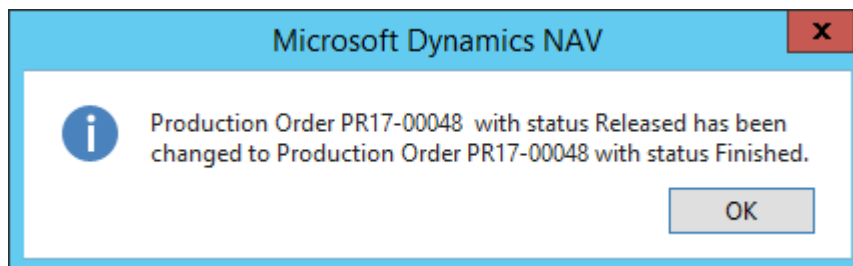 Microsoft Dynamics NAV
x
Production Order PR17-00048  with status Released has been
changed to Production Order PR17-00048 with status Finished.
OK